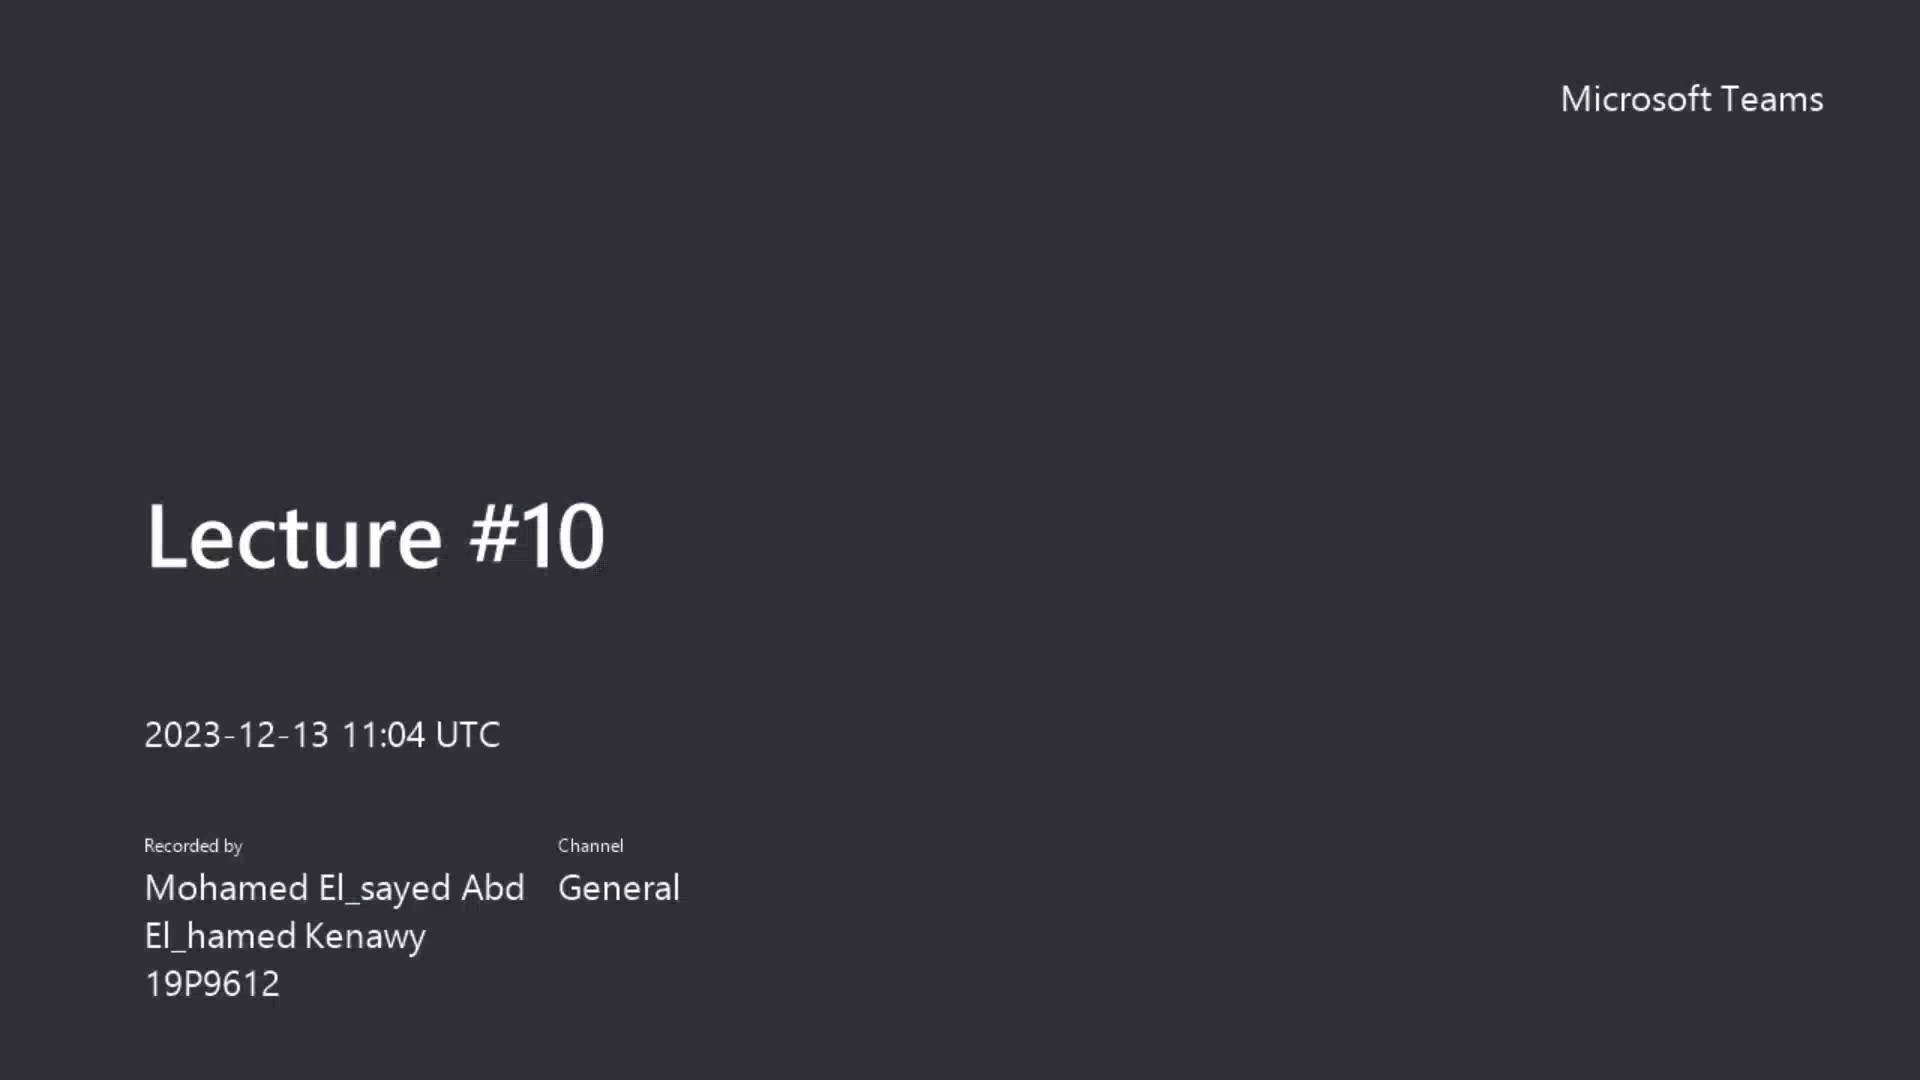 Microsoft Teams
Lecture #10
2023-12-13 11:04 UTC
Recorded by
Mohamed El_sayed Abd
El_hamed Kenawy
19P9612
Channel
General